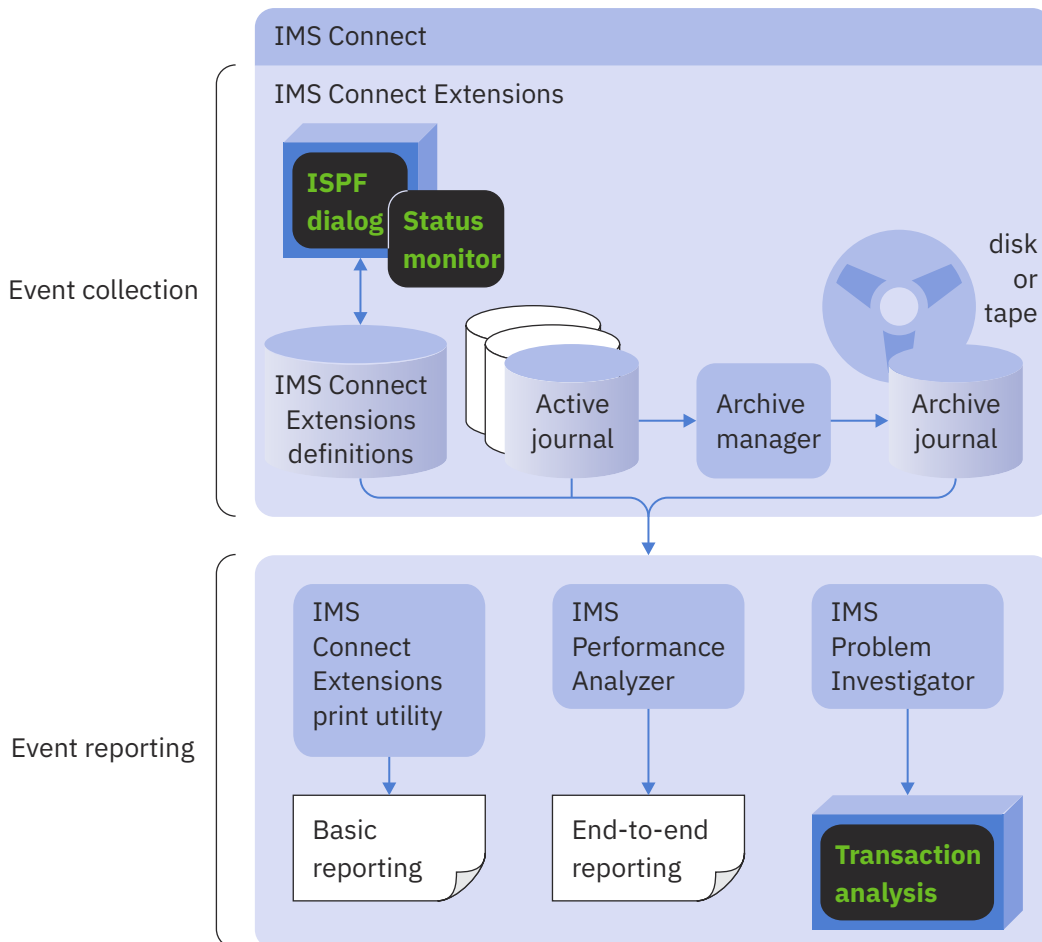 IMS Connect
IMS Connect Extensions
ISPF
dialog
Status
monitor
disk
or
tape
Event collection
IMS Connect
Extensions
definitions
Active
journal
Archive
manager
Archive
journal
IMS
Connect
Extensions
print utility
IMS
Performance
Analyzer
IMS
Problem
Investigator
Event reporting
Basic
reporting
End-to-end
reporting
Transaction
analysis